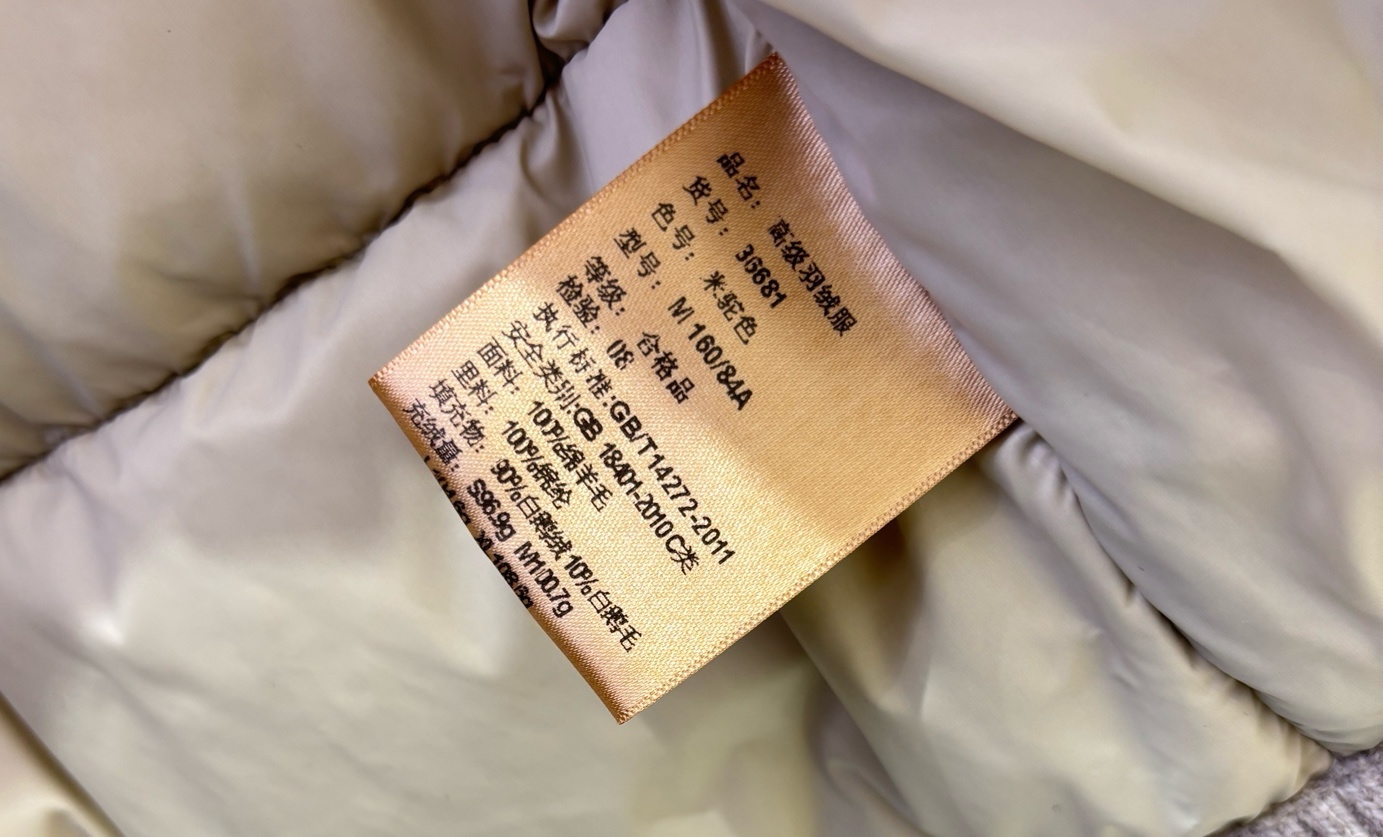 品名： 高级羽绒服
货号： 36681
色号： 米驼色
型号： M 160/84A
等级： 合格品
检验： 08
执行标准：GB/T14272-2011
安全类别:GB 18401-2010C类
面料： 100%绵羊毛
里料： 100%锦纶
填充物： 90%白鹅绒 10%白鹅毛
充绒量： S96.9g M100.7g